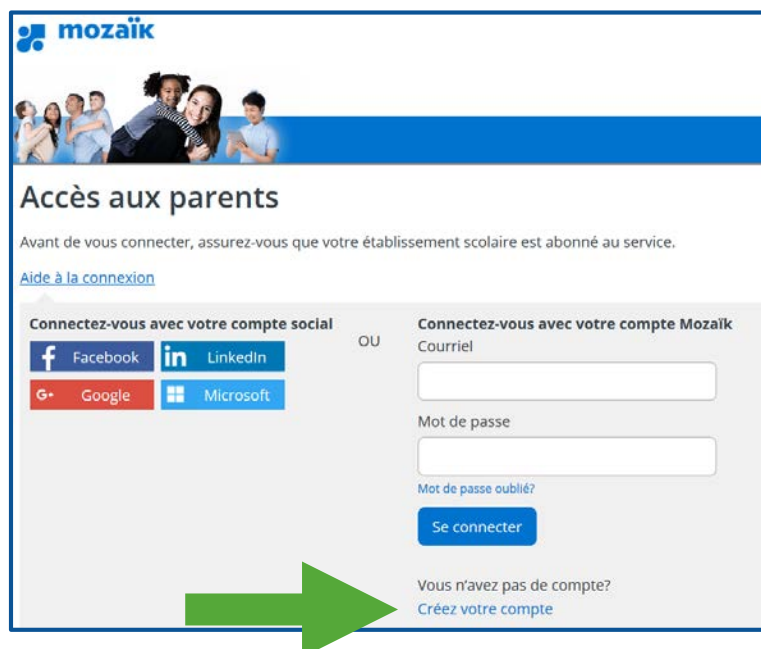 mozaïk
Accès aux parents
Avant de vous connecter, assurez-vous que votre établissement scolaire est abonné au service.
Aide à la connexion
Connectez-vous avec votre compte social
Facebook
LinkedIn
Google
Microsoft
OU
Connectez-vous avec votre compte Mozaïk
Courriel
Mot de passe
Mot de passe oublié?
Se connecter
Vous n'avez pas de compte?
Créez votre compte